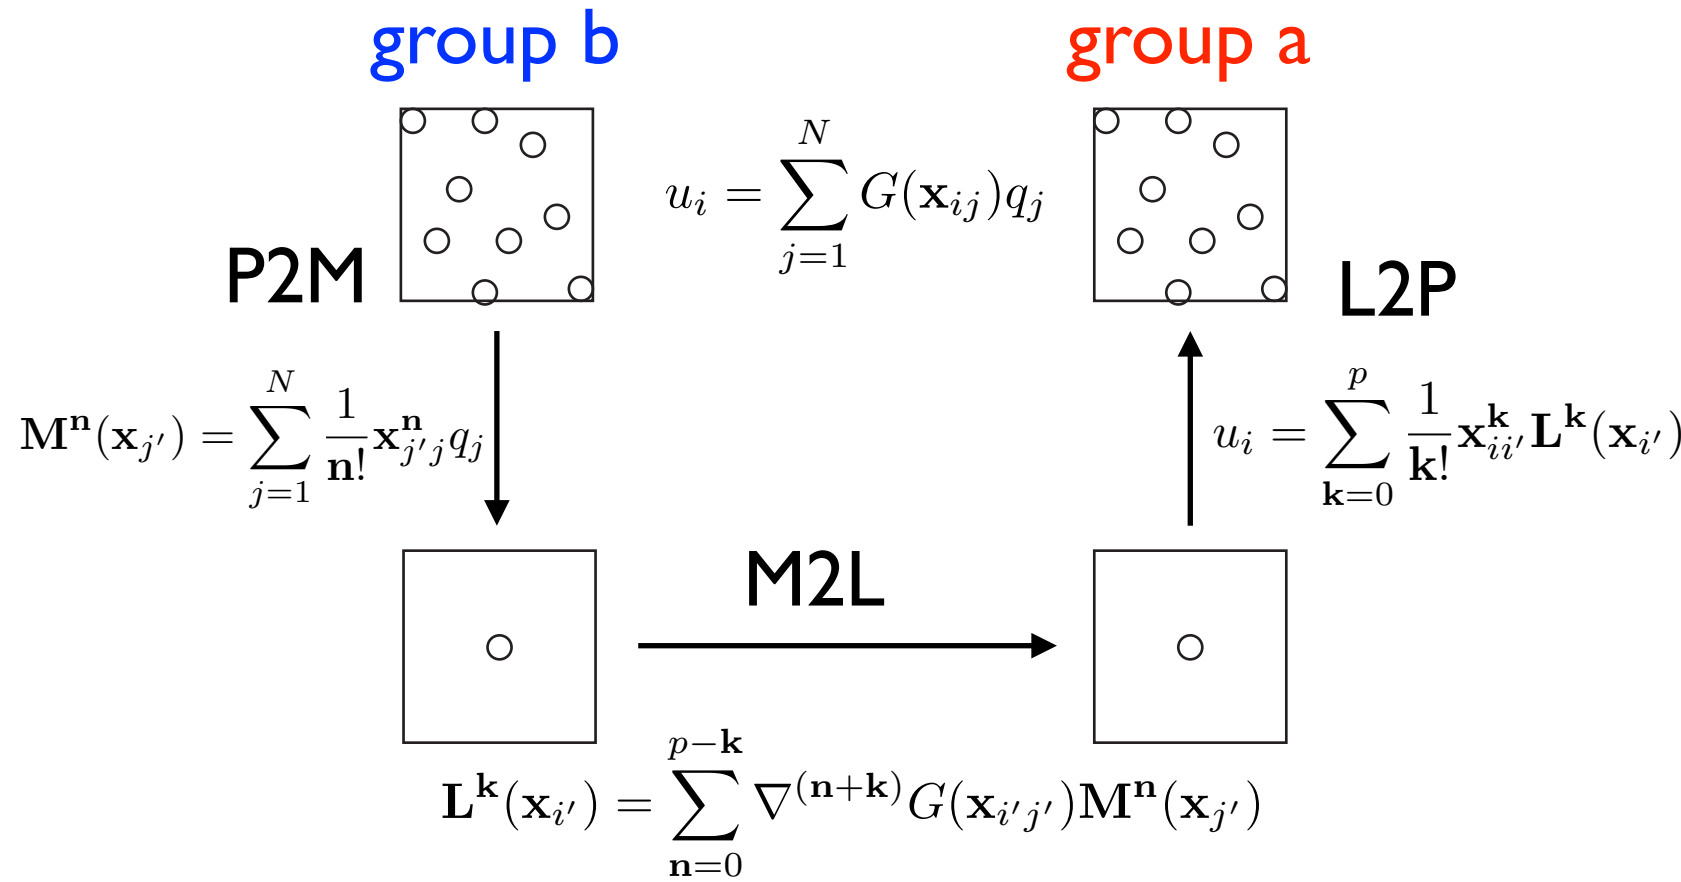 group b
group a
u_i = \sum_{j=1}^{N} G(\mathbf{x}_{ij}) q_j
P2M
L2P
\mathbf{M}^{\mathbf{n}}(\mathbf{x}_{j'}) = \sum_{j=1}^{N} \frac{1}{\mathbf{n}!} \mathbf{x}_{j'j}^{\mathbf{n}} q_j
u_i = \sum_{\mathbf{k}=0}^{p} \frac{1}{\mathbf{k}!} \mathbf{x}_{ii'}^{\mathbf{k}} \mathbf{L}^{\mathbf{k}}(\mathbf{x}_{i'})
M2L
\mathbf{L}^{\mathbf{k}}(\mathbf{x}_{i'}) = \sum_{\mathbf{n}=0}^{p-\mathbf{k}} \nabla^{(\mathbf{n}+\mathbf{k})} G(\mathbf{x}_{i'j'}) \mathbf{M}^{\mathbf{n}}(\mathbf{x}_{j'})